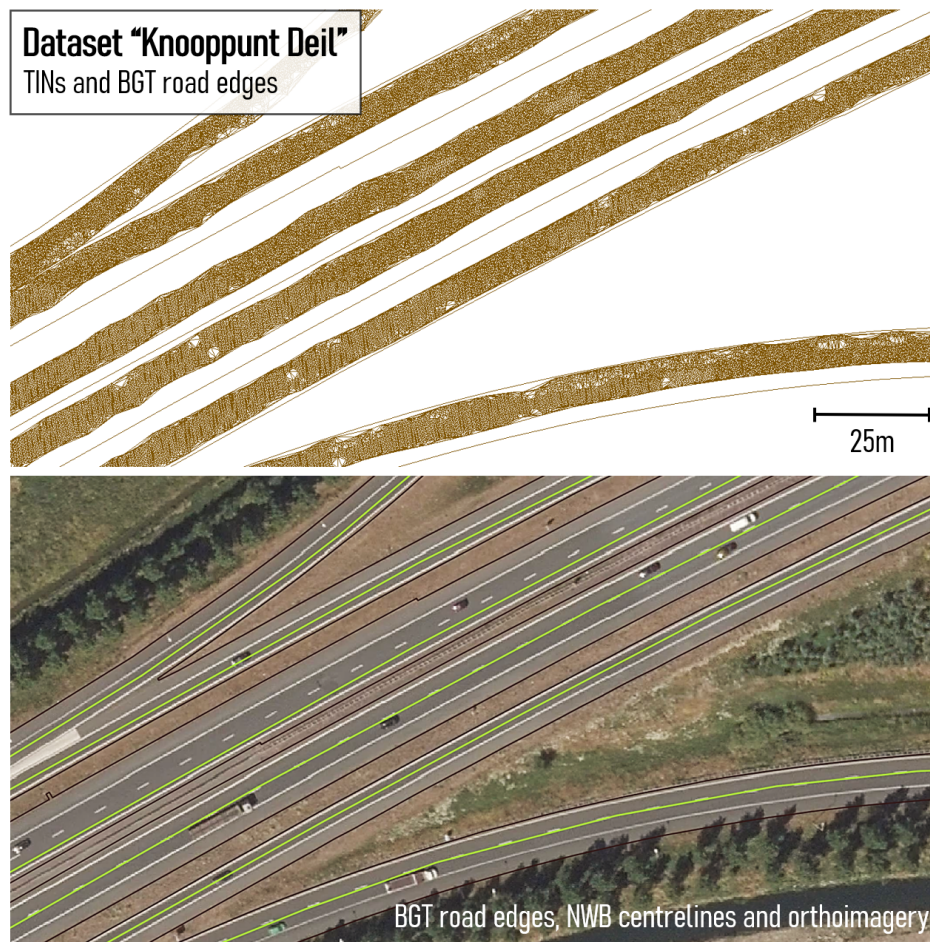 Dataset “Knooppunt Deil”
TINs and BGT road edges
25m
BGT road edges, NWB centrelines and orthoimagery